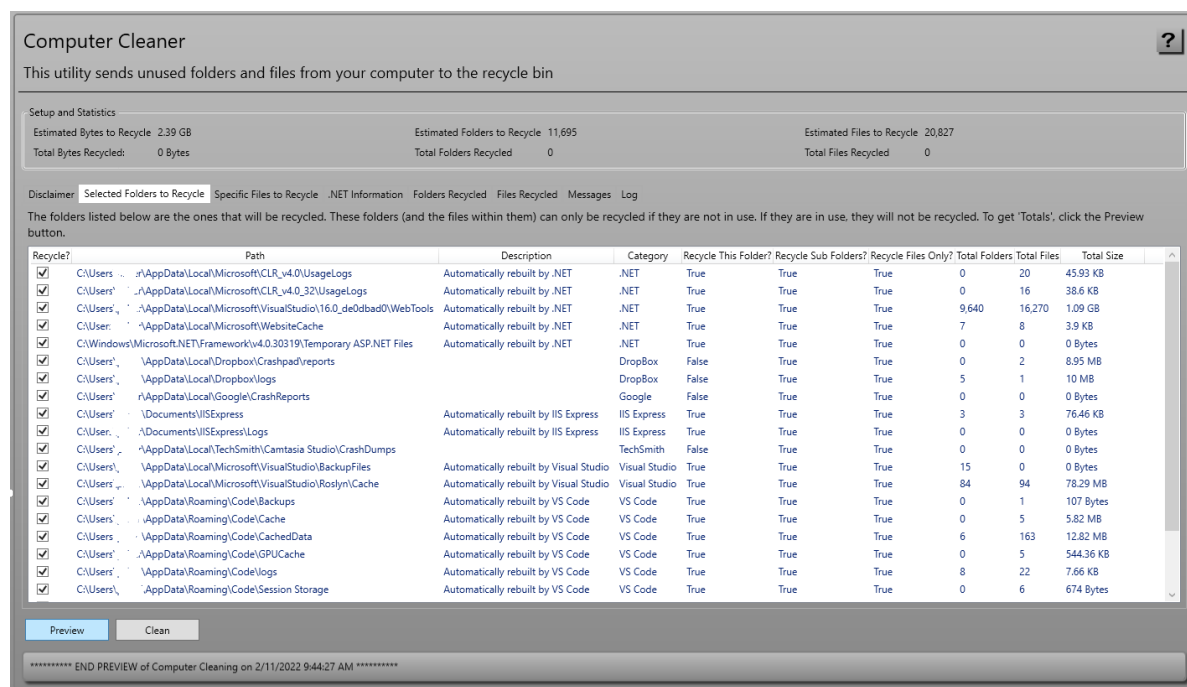 Computer Cleaner
?
This utility sends unused folders and files from your computer to the recycle bin
Setup and Statistics
Estimated Bytes to Recycle 2.39 GB Estimated Folders to Recycle 11,695 Estimated Files to Recycle 20,827
Total Bytes Recycled: 0 Bytes Total Folders Recycled 0 Total Files Recycled 0
Disclaimer Selected Folders to Recycle Specific Files to Recycle .NET Information Folders Recycled Files Recycled Messages Log
The folders listed below are the ones that will be recycled. These folders (and the files within them) can only be recycled if they are not in use. If they are in use, they will not be recycled. To get 'Totals', click the Preview
button.
Recycle? Path Description Category Recycle This Folder? Recycle Sub Folders? Recycle Files Only? Total Folders Total Files Total Size
C:\Users \AppData\Local\Microsoft\CLR_v4.0\UsageLogs Automatically rebuilt by .NET .NET True True True 0 20 45.93 KB
C:\Users \AppData\Local\Microsoft\CLR_v4.0_32\UsageLogs Automatically rebuilt by .NET .NET True True True 0 16 38.6 KB
C:\Users \AppData\Local\Microsoft\VisualStudio\16.0_de0dbad0\WebTools Automatically rebuilt by .NET .NET True True True 9,640 16,270 1.09 GB
C:\User \AppData\Local\Microsoft\WebsiteCache Automatically rebuilt by .NET .NET True True True 7 8 3.9 KB
C:\Windows\Microsoft.NET\Framework\v4.0.30319\Temporary ASP.NET Files Automatically rebuilt by .NET .NET True True True 0 0 0 Bytes
C:\Users \AppData\Local\Dropbox\Crashpad\reports DropBox False True True 0 2 8.95 MB
C:\Users \AppData\Local\Dropbox\logs DropBox False True True 5 1 10 MB
C:\Users \AppData\Local\Google\CrashReports Google False True True 0 0 0 Bytes
C:\Users \Documents\IISExpress Automatically rebuilt by IIS Express IIS Express True True True 3 3 76.46 KB
C:\User \Documents\IISExpress\Logs Automatically rebuilt by IIS Express IIS Express True True True 0 0 0 Bytes
C:\Users \AppData\Local\TechSmith\Camtasia Studio\CrashDumps TechSmith False True True 0 0 0 Bytes
C:\Users \AppData\Local\Microsoft\VisualStudio\BackupFiles Automatically rebuilt by Visual Studio Visual Studio True True True 15 0 0 Bytes
C:\Users \AppData\Local\Microsoft\VisualStudio\Roslyn\Cache Automatically rebuilt by Visual Studio Visual Studio True True True 84 94 78.29 MB
C:\Users \AppData\Roaming\Code\Backups Automatically rebuilt by VS Code VS Code True True True 0 1 107 Bytes
C:\Users \AppData\Roaming\Code\Cache Automatically rebuilt by VS Code VS Code True True True 0 5 5.82 MB
C:\Users \AppData\Roaming\Code\CachedData Automatically rebuilt by VS Code VS Code True True True 6 163 12.82 MB
C:\Users \AppData\Roaming\Code\GPUCache Automatically rebuilt by VS Code VS Code True True True 0 5 544.36 KB
C:\Users \AppData\Roaming\Code\logs Automatically rebuilt by VS Code VS Code True True True 8 22 7.66 KB
C:\Users\ AppData\Roaming\Code\Session Storage Automatically rebuilt by VS Code VS Code True True True 0 6 674 Bytes
Preview Clean
********** END PREVIEW of Computer Cleaning on 2/11/2022 9:44:27 AM **********